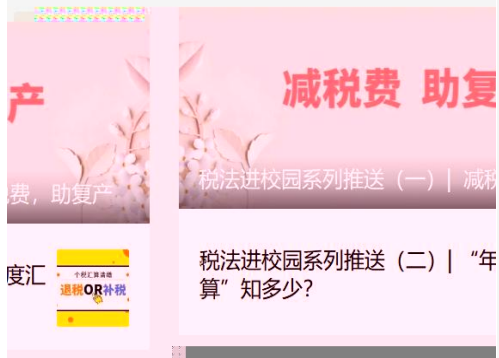 产
减税费 助复
税法进校园系列推送（一）| 减税
费，助复产
度汇
个税汇算清缴
退税OR补税
税法进校园系列推送（二）| “年
算”知多少？